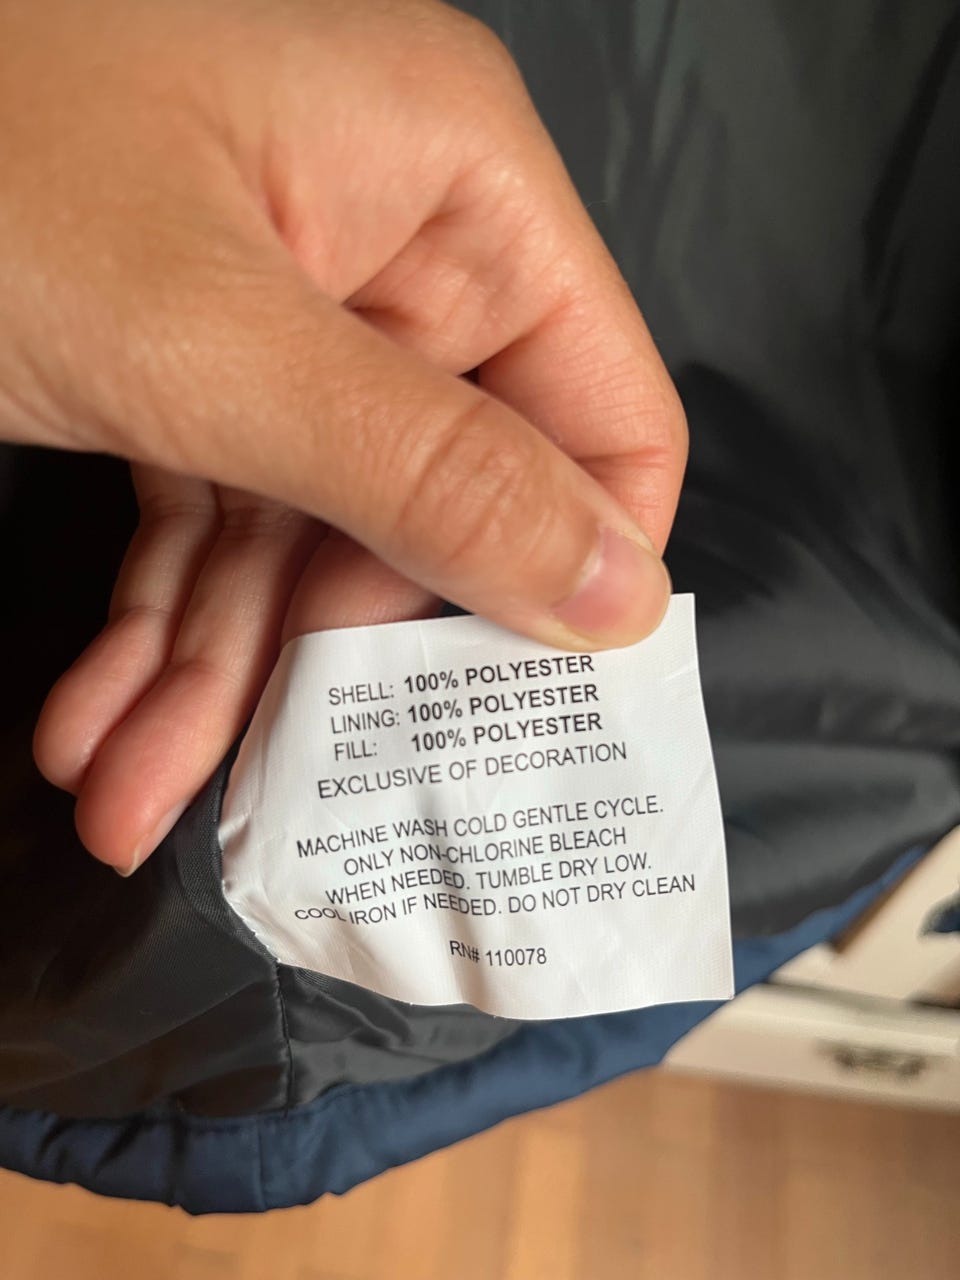 SHELL: 100% POLYESTER
LINING: 100% POLYESTER
FILL: 100% POLYESTER
EXCLUSIVE OF DECORATION
MACHINE WASH COLD GENTLE CYCLE.
ONLY NON-CHLORINE BLEACH
WHEN NEEDED. TUMBLE DRY LOW.
COOL IRON IF NEEDED. DO NOT DRY CLEAN
RN# 110078